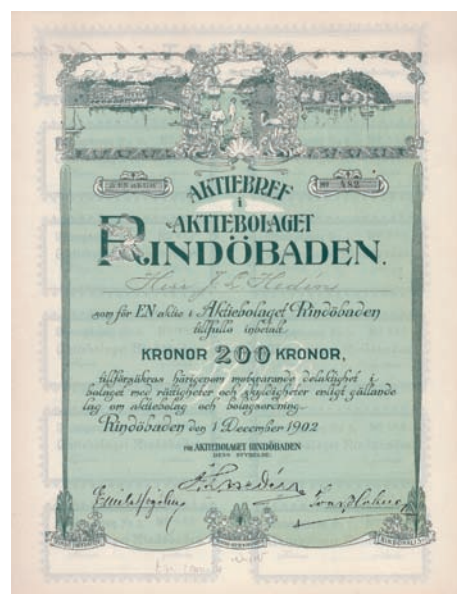 AKTIEBREF
i
AKTIEBOLAGET
RINDÖBADEN.
Herr J. L. Hedén
som för EN aktie i Aktiebolaget Rindöbaden
tillfullo inbetalt
KRONOR 200 KRONOR,
tillförsäkras härigenom motsvarande delaktighet i
bolaget med rättigheter och skyldigheter enligt gällande
lag om aktiebolag och bolagsordning.
Rindöbaden den 1 December 1902
FÖR AKTIEBOLAGET RINDÖBADEN
DESS STYRELSE: